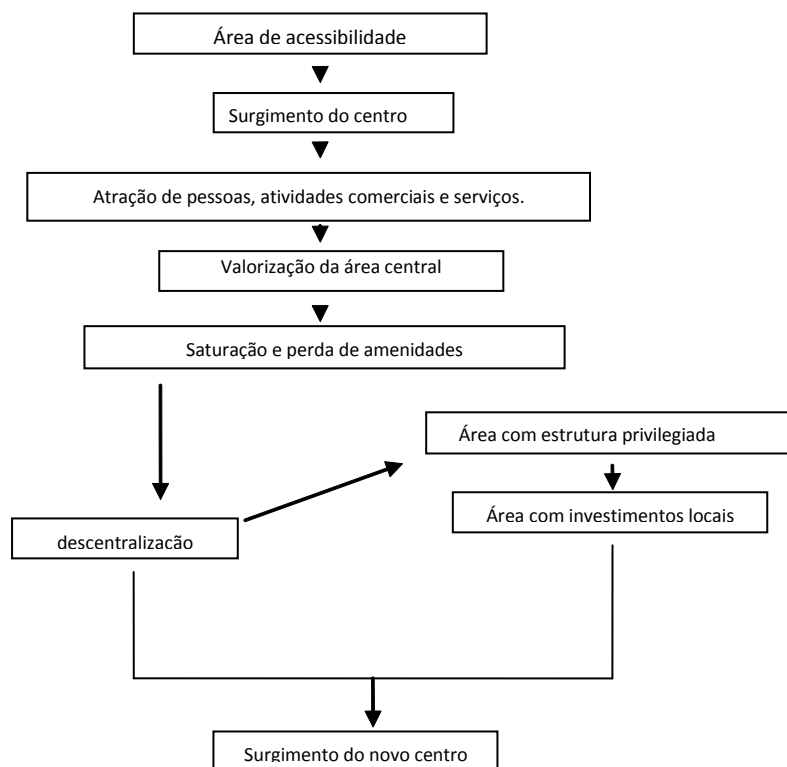 Área de acessibilidade
Surgimento do centro
Atração de pessoas, atividades comerciais e serviços.
Valorização da área central
Saturação e perda de amenidades
Área com estrutura privilegiada
Área com investimentos locais
descentralizacão
Surgimento do novo centro